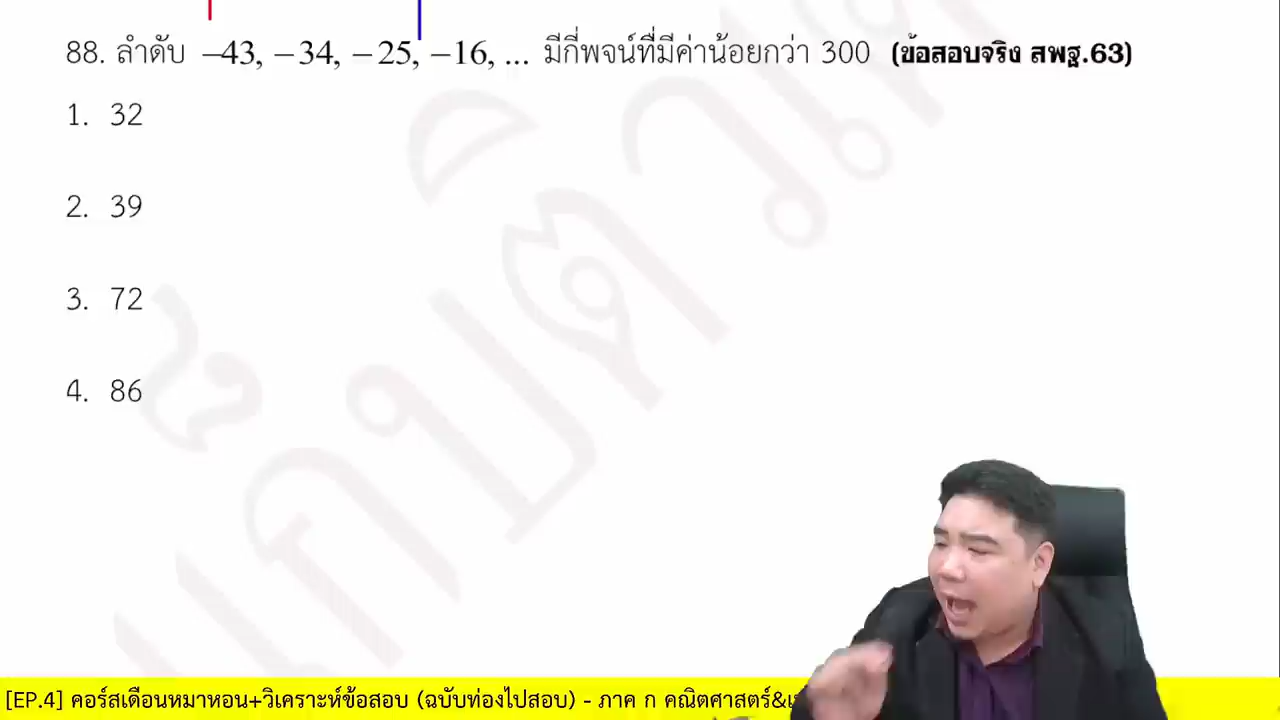 88. ลำดับ –43, –34, –25, –16, ... มีกี่พจน์ที่มีค่าน้อยกว่า 300 (ข้อสอบจริง สพฐ.63)
1. 32
2. 39
3. 72
4. 86
[EP.4] คอร์สเดือนหมาหอน+วิเคราะห์ข้อสอบ (ฉบับท่องไปสอบ) - ภาค ก คณิตศาสตร์&